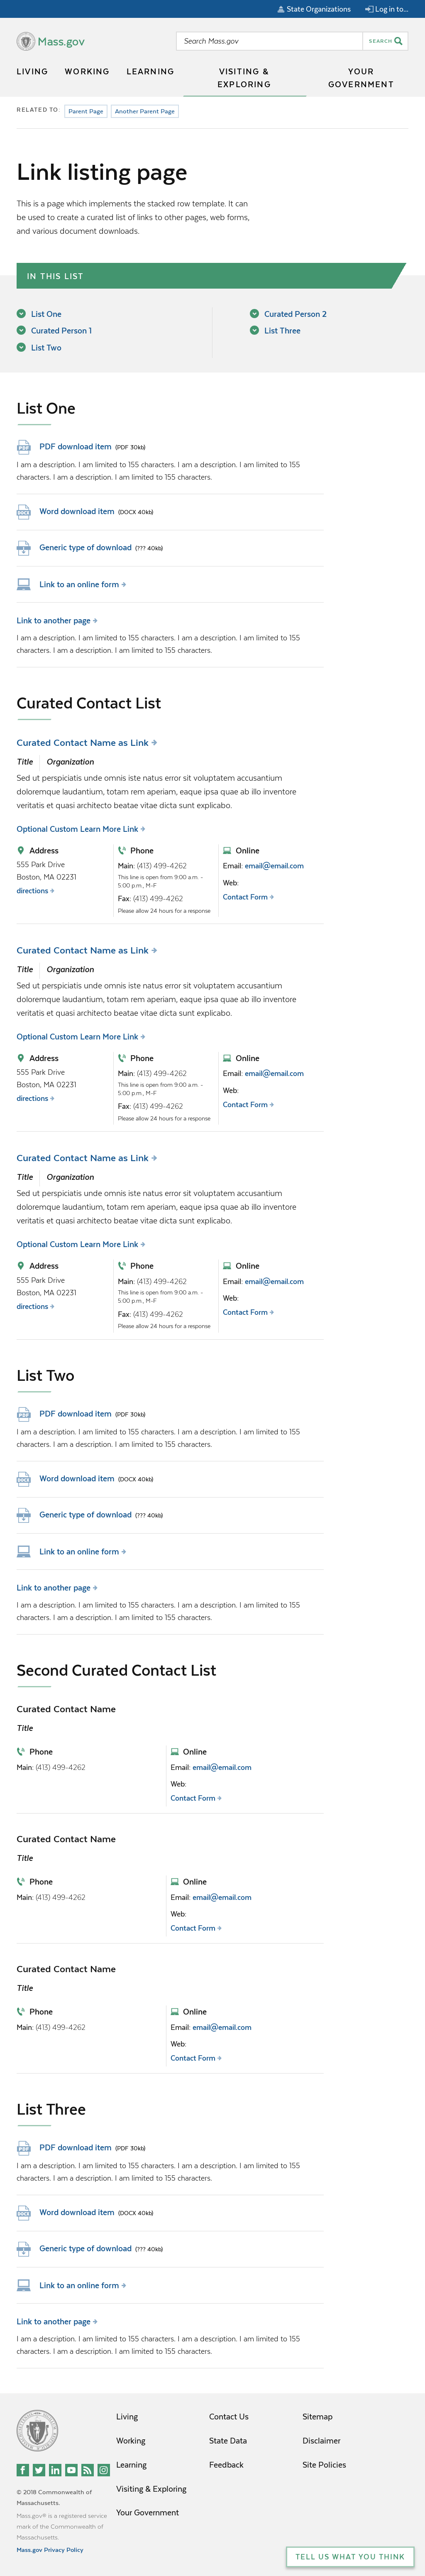 State Organizations
Log in to...
Mass.gov
Search Mass.gov
SEARCH
LIVING
WORKING
LEARNING
VISITING &
EXPLORING
YOUR
GOVERNMENT
RELATED TO:
Parent Page
Another Parent Page
Link listing page
This is a page which implements the stacked row template. It can
be used to create a curated list of links to other pages, web forms,
and various document downloads.
IN THIS LIST
List One
Curated Person 1
List Two
Curated Person 2
List Three
List One
PDF download item (PDF 30kb)
I am a description. I am limited to 155 characters. I am a description. I am limited to 155
characters. I am a description. I am limited to 155 characters.
Word download item (DOCX 40kb)
Generic type of download (??? 40kb)
Link to an online form
Link to another page
I am a description. I am limited to 155 characters. I am a description. I am limited to 155
characters. I am a description. I am limited to 155 characters.
Curated Contact List
Curated Contact Name as Link
Title
Organization
Sed ut perspiciatis unde omnis iste natus error sit voluptatem accusantium
doloremque laudantium, totam rem aperiam, eaque ipsa quae ab illo inventore
veritatis et quasi architecto beatae vitae dicta sunt explicabo.
Optional Custom Learn More Link
Address
555 Park Drive
Boston, MA 02231
directions
Phone
Main: (413) 499-4262
This line is open from 9:00 a.m. -
5:00 p.m., M-F
Fax: (413) 499-4262
Please allow 24 hours for a response
Online
Email: email@email.com
Web:
Contact Form
Curated Contact Name as Link
Title
Organization
Sed ut perspiciatis unde omnis iste natus error sit voluptatem accusantium
doloremque laudantium, totam rem aperiam, eaque ipsa quae ab illo inventore
veritatis et quasi architecto beatae vitae dicta sunt explicabo.
Optional Custom Learn More Link
Address
555 Park Drive
Boston, MA 02231
directions
Phone
Main: (413) 499-4262
This line is open from 9:00 a.m. -
5:00 p.m., M-F
Fax: (413) 499-4262
Please allow 24 hours for a response
Online
Email: email@email.com
Web:
Contact Form
Curated Contact Name as Link
Title
Organization
Sed ut perspiciatis unde omnis iste natus error sit voluptatem accusantium
doloremque laudantium, totam rem aperiam, eaque ipsa quae ab illo inventore
veritatis et quasi architecto beatae vitae dicta sunt explicabo.
Optional Custom Learn More Link
Address
555 Park Drive
Boston, MA 02231
directions
Phone
Main: (413) 499-4262
This line is open from 9:00 a.m. -
5:00 p.m., M-F
Fax: (413) 499-4262
Please allow 24 hours for a response
Online
Email: email@email.com
Web:
Contact Form
List Two
PDF download item (PDF 30kb)
I am a description. I am limited to 155 characters. I am a description. I am limited to 155
characters. I am a description. I am limited to 155 characters.
Word download item (DOCX 40kb)
Generic type of download (??? 40kb)
Link to an online form
Link to another page
I am a description. I am limited to 155 characters. I am a description. I am limited to 155
characters. I am a description. I am limited to 155 characters.
Second Curated Contact List
Curated Contact Name
Title
Phone
Main: (413) 499-4262
Online
Email: email@email.com
Web:
Contact Form
Curated Contact Name
Title
Phone
Main: (413) 499-4262
Online
Email: email@email.com
Web:
Contact Form
Curated Contact Name
Title
Phone
Main: (413) 499-4262
Online
Email: email@email.com
Web:
Contact Form
List Three
PDF download item (PDF 30kb)
I am a description. I am limited to 155 characters. I am a description. I am limited to 155
characters. I am a description. I am limited to 155 characters.
Word download item (DOCX 40kb)
Generic type of download (??? 40kb)
Link to an online form
Link to another page
I am a description. I am limited to 155 characters. I am a description. I am limited to 155
characters. I am a description. I am limited to 155 characters.
Living
Working
Learning
Visiting & Exploring
Your Government
Contact Us
State Data
Feedback
Sitemap
Disclaimer
Site Policies
© 2018 Commonwealth of
Massachusetts.
Mass.gov® is a registered service
mark of the Commonwealth of
Massachusetts.
Mass.gov Privacy Policy
TELL US WHAT YOU THINK